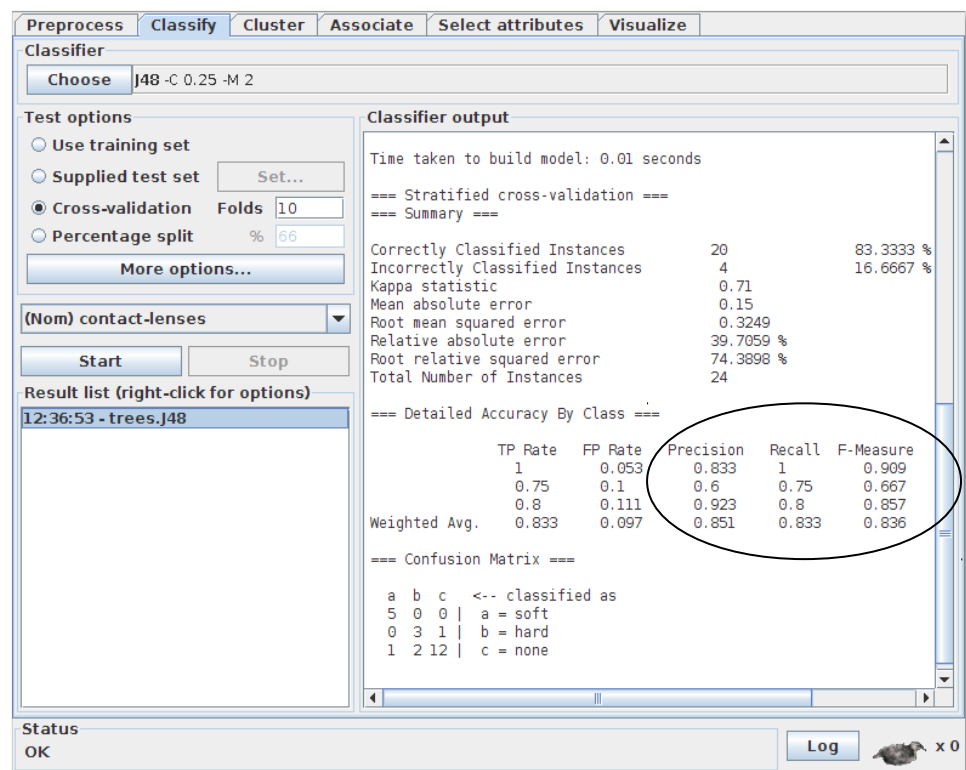 Preprocess Classify Cluster Associate Select attributes Visualize
Classifier
Choose J48 -C 0.25 -M 2
Test options
Use training set
Supplied test set Set...
Cross-validation Folds 10
Percentage split % 66
More options...
(Nom) contact-lenses
Start Stop
Result list (right-click for options)
12:36:53 - trees.J48
Classifier output
Time taken to build model: 0.01 seconds
=== Stratified cross-validation ===
=== Summary ===
Correctly Classified Instances 20 83.3333 %
Incorrectly Classified Instances 4 16.6667 %
Kappa statistic 0.71
Mean absolute error 0.15
Root mean squared error 0.3249
Relative absolute error 39.7059 %
Root relative squared error 74.3898 %
Total Number of Instances 24
=== Detailed Accuracy By Class ===
TP Rate FP Rate Precision Recall F-Measure
1 0.053 0.833 1 0.909
0.75 0.1 0.6 0.75 0.667
0.8 0.111 0.923 0.8 0.857
Weighted Avg. 0.833 0.097 0.851 0.833 0.836
=== Confusion Matrix ===
a b c <-- classified as
5 0 0 | a = soft
0 3 1 | b = hard
1 2 12 | c = none
Status
OK
Log
x 0